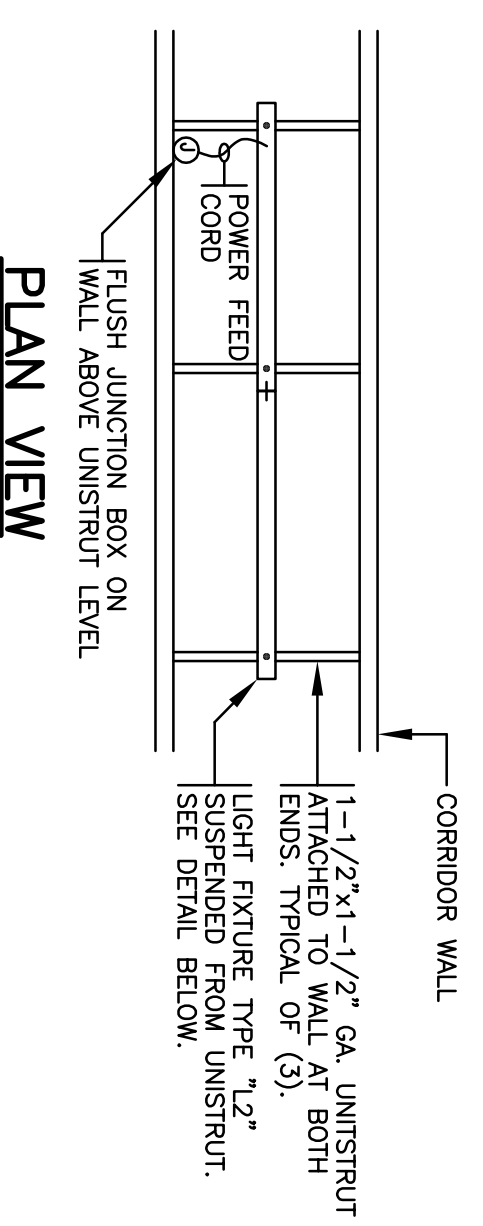 CORRIDOR WALL
1-1/2"x1-1/2" GA. UNITSTRUT
ATTACHED TO WALL AT BOTH
ENDS. TYPICAL OF (3).
LIGHT FIXTURE TYPE "L2"
SUSPENDED FROM UNISTRUT.
SEE DETAIL BELOW.
POWER FEED
CORD
J
FLUSH JUNCTION BOX ON
WALL ABOVE UNISTRUT LEVEL
PLAN VIEW